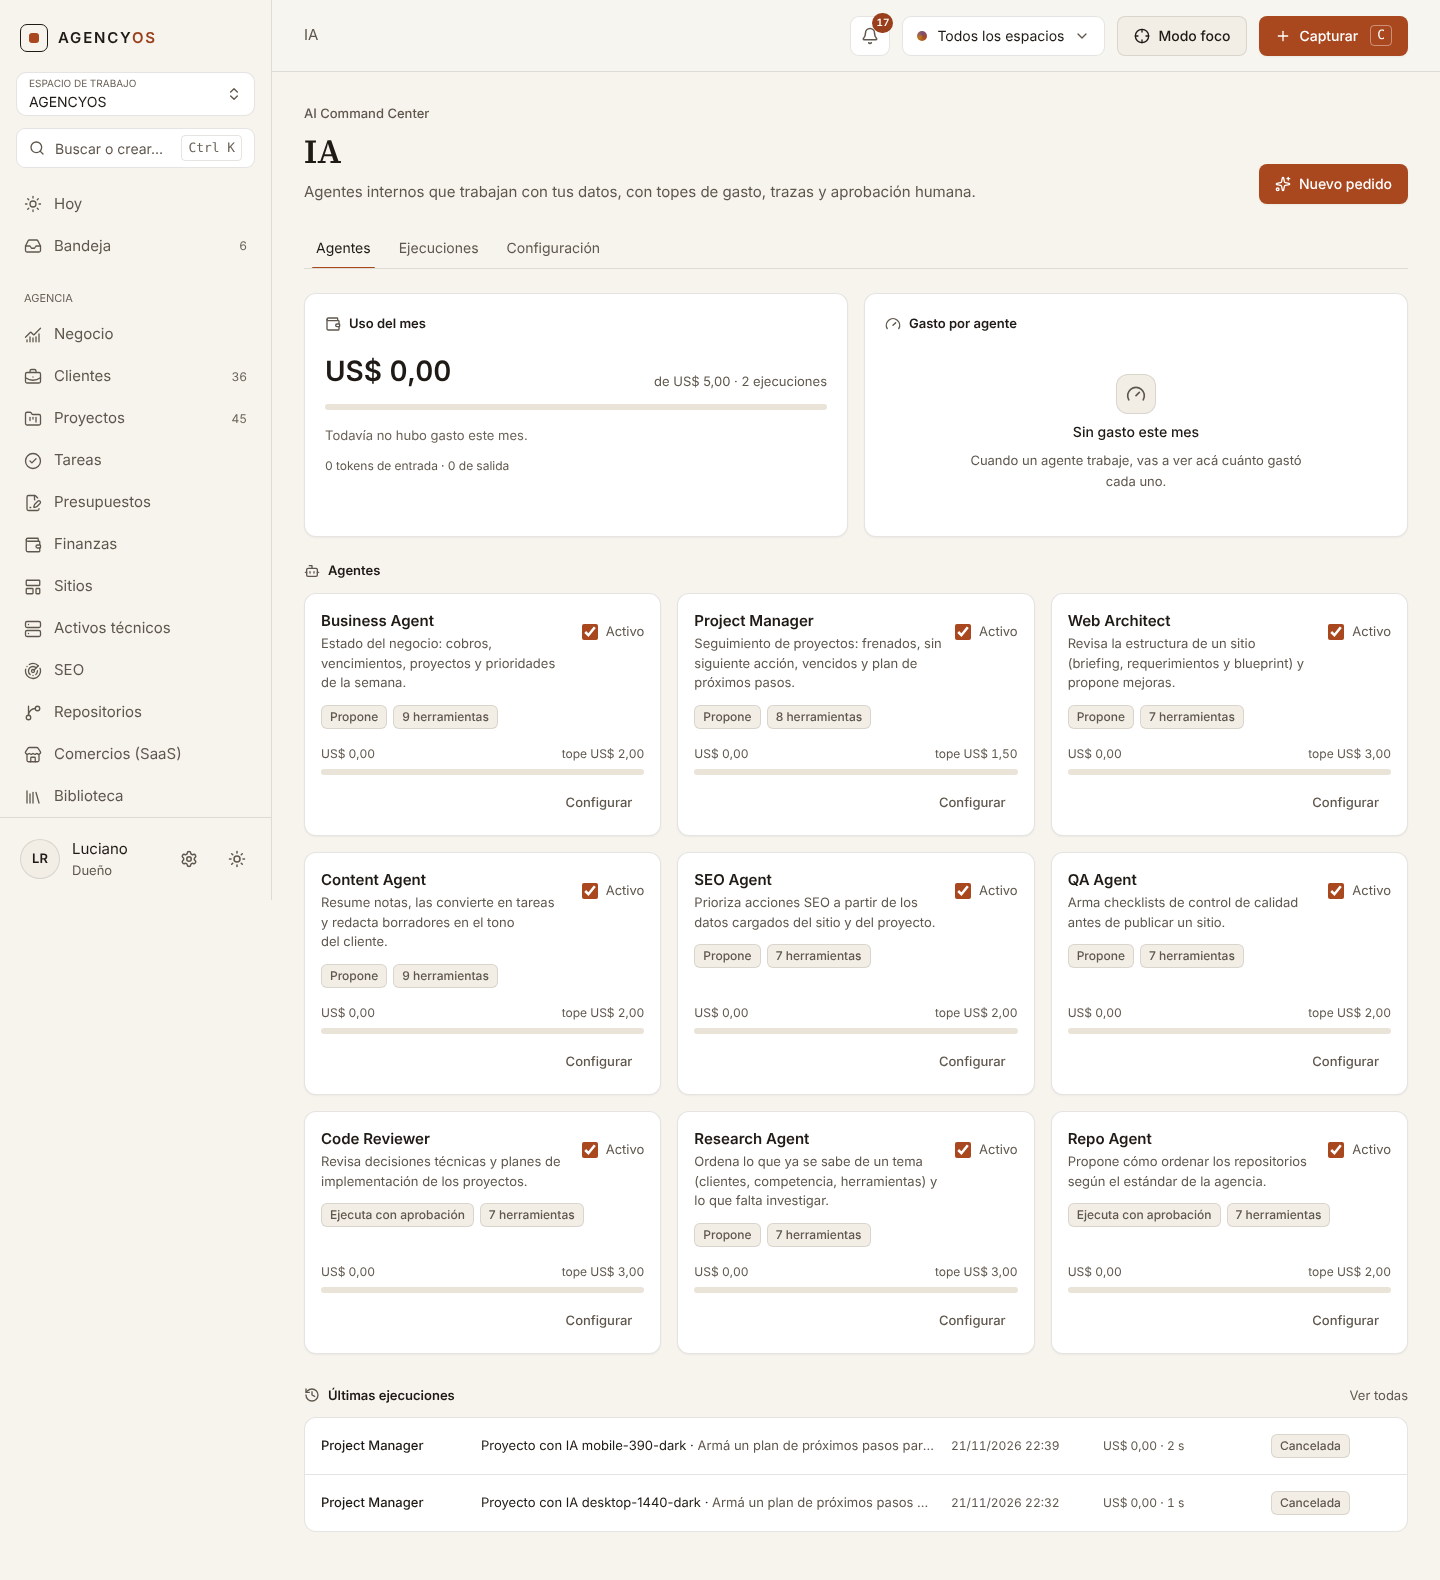 AGENCYOS
ESPACIO DE TRABAJO
AGENCYOS
Buscar o crear...
Ctrl K
Hoy
Bandeja 6
AGENCIA
Negocio
Clientes 36
Proyectos 45
Tareas
Presupuestos
Finanzas
Sitios
Activos técnicos
SEO
Repositorios
Comercios (SaaS)
Biblioteca
LR
Luciano
Dueño
IA
17
Todos los espacios
Modo foco
Capturar C
AI Command Center
IA
Agentes internos que trabajan con tus datos, con topes de gasto, trazas y aprobación humana.
Nuevo pedido
Agentes Ejecuciones Configuración
Uso del mes
US$ 0,00
de US$ 5,00 · 2 ejecuciones
Todavía no hubo gasto este mes.
0 tokens de entrada · 0 de salida
Gasto por agente
Sin gasto este mes
Cuando un agente trabaje, vas a ver acá cuánto gastó
cada uno.
Agentes
Business Agent
Activo
Estado del negocio: cobros,
vencimientos, proyectos y prioridades
de la semana.
Propone 9 herramientas
US$ 0,00 tope US$ 2,00
Configurar
Project Manager
Activo
Seguimiento de proyectos: frenados, sin
siguiente acción, vencidos y plan de
próximos pasos.
Propone 8 herramientas
US$ 0,00 tope US$ 1,50
Configurar
Web Architect
Activo
Revisa la estructura de un sitio
(briefing, requerimientos y blueprint) y
propone mejoras.
Propone 7 herramientas
US$ 0,00 tope US$ 3,00
Configurar
Content Agent
Activo
Resume notas, las convierte en tareas
y redacta borradores en el tono
del cliente.
Propone 9 herramientas
US$ 0,00 tope US$ 2,00
Configurar
SEO Agent
Activo
Prioriza acciones SEO a partir de los
datos cargados del sitio y del proyecto.
Propone 7 herramientas
US$ 0,00 tope US$ 2,00
Configurar
QA Agent
Activo
Arma checklists de control de calidad
antes de publicar un sitio.
Propone 7 herramientas
US$ 0,00 tope US$ 2,00
Configurar
Code Reviewer
Activo
Revisa decisiones técnicas y planes de
implementación de los proyectos.
Ejecuta con aprobación 7 herramientas
US$ 0,00 tope US$ 3,00
Configurar
Research Agent
Activo
Ordena lo que ya se sabe de un tema
(clientes, competencia, herramientas) y
lo que falta investigar.
Propone 7 herramientas
US$ 0,00 tope US$ 3,00
Configurar
Repo Agent
Activo
Propone cómo ordenar los repositorios
según el estándar de la agencia.
Ejecuta con aprobación 7 herramientas
US$ 0,00 tope US$ 2,00
Configurar
Últimas ejecuciones
Ver todas
Project Manager Proyecto con IA mobile-390-dark · Armá un plan de próximos pasos par... 21/11/2026 22:39 US$ 0,00 · 2 s Cancelada
Project Manager Proyecto con IA desktop-1440-dark · Armá un plan de próximos pasos ... 21/11/2026 22:32 US$ 0,00 · 1 s Cancelada